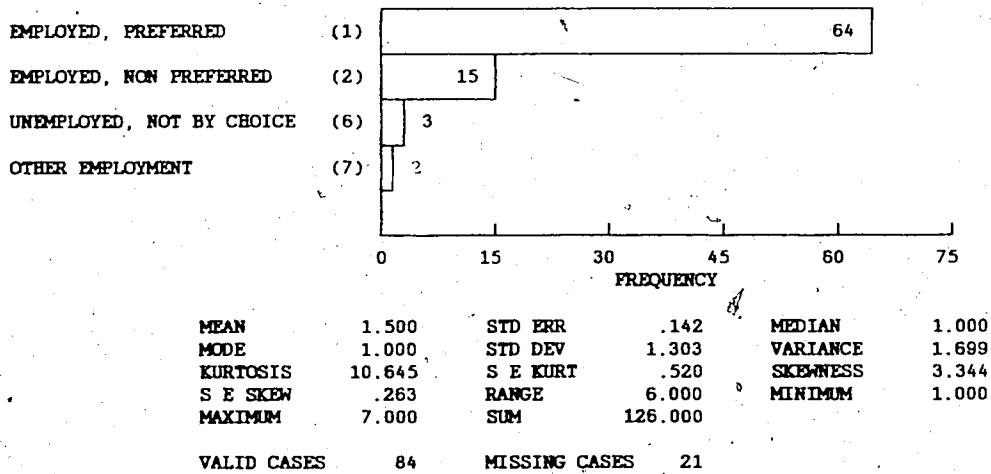 EMPLOYED, PREFERRED (1) 64
EMPLOYED, NON PREFERRED (2) 15
UNEMPLOYED, NOT BY CHOICE (6) 3
OTHER EMPLOYMENT (7) 2
0 15 30 45 60 75
FREQUENCY
MEAN 1.500 STD ERR .142 MEDIAN 1.000
MODE 1.000 STD DEV 1.303 VARIANCE 1.699
KURTOSIS 10.645 S E KURT .520 SKEWNESS 3.344
S E SKEW .263 RANGE 6.000 MINIMUM 1.000
MAXIMUM 7.000 SUM 126.000
VALID CASES 84 MISSING CASES 21